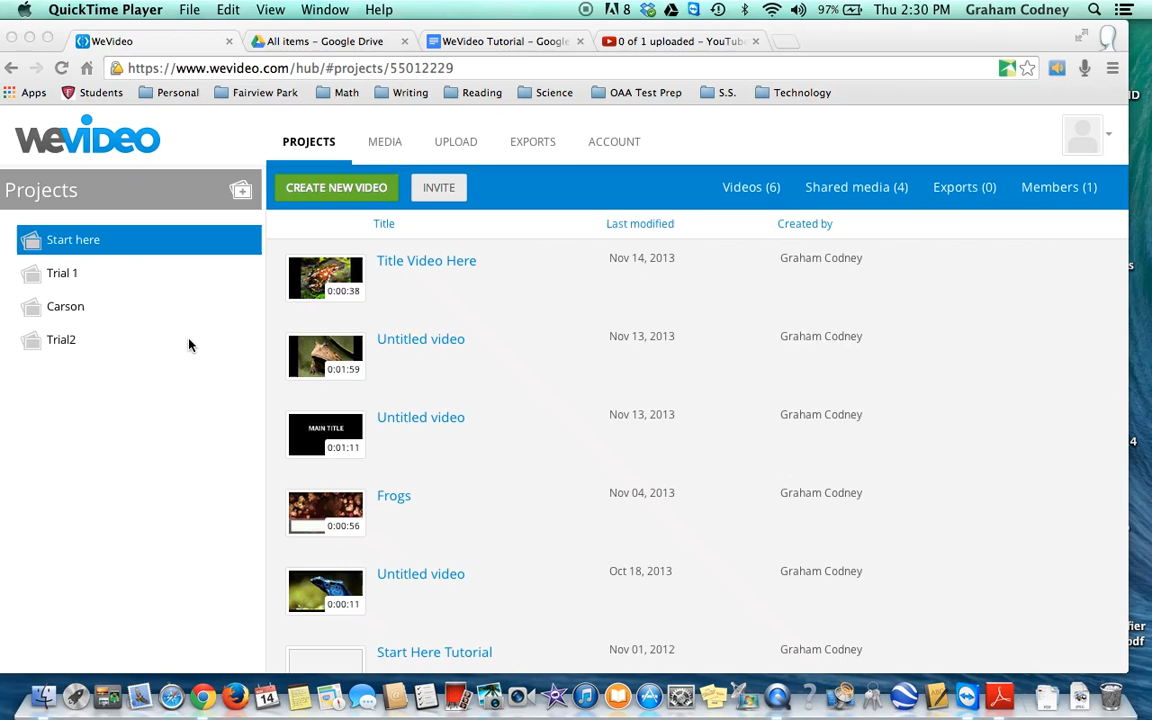 QuickTime Player File Edit View Window Help 8 97% Thu 2:30 PM Graham Codney
WeVideo All items – Google Drive WeVideo Tutorial – Google 0 of 1 uploaded – YouTub
https://www.wevideo.com/hub/#projects/55012229
Apps Students Personal Fairview Park Math Writing Reading Science OAA Test Prep S.S. Technology
wevideo
PROJECTS MEDIA UPLOAD EXPORTS ACCOUNT
Projects
CREATE NEW VIDEO INVITE Videos (6) Shared media (4) Exports (0) Members (1)
Title Last modified Created by
Start here
Trial 1
Carson
Trial2
Title Video Here Nov 14, 2013 Graham Codney
0:00:38
Untitled video Nov 13, 2013 Graham Codney
0:01:59
Untitled video Nov 13, 2013 Graham Codney
MAIN TITLE
0:01:11
Frogs Nov 04, 2013 Graham Codney
0:00:56
Untitled video Oct 18, 2013 Graham Codney
0:00:11
Start Here Tutorial Nov 01, 2012 Graham Codney
14